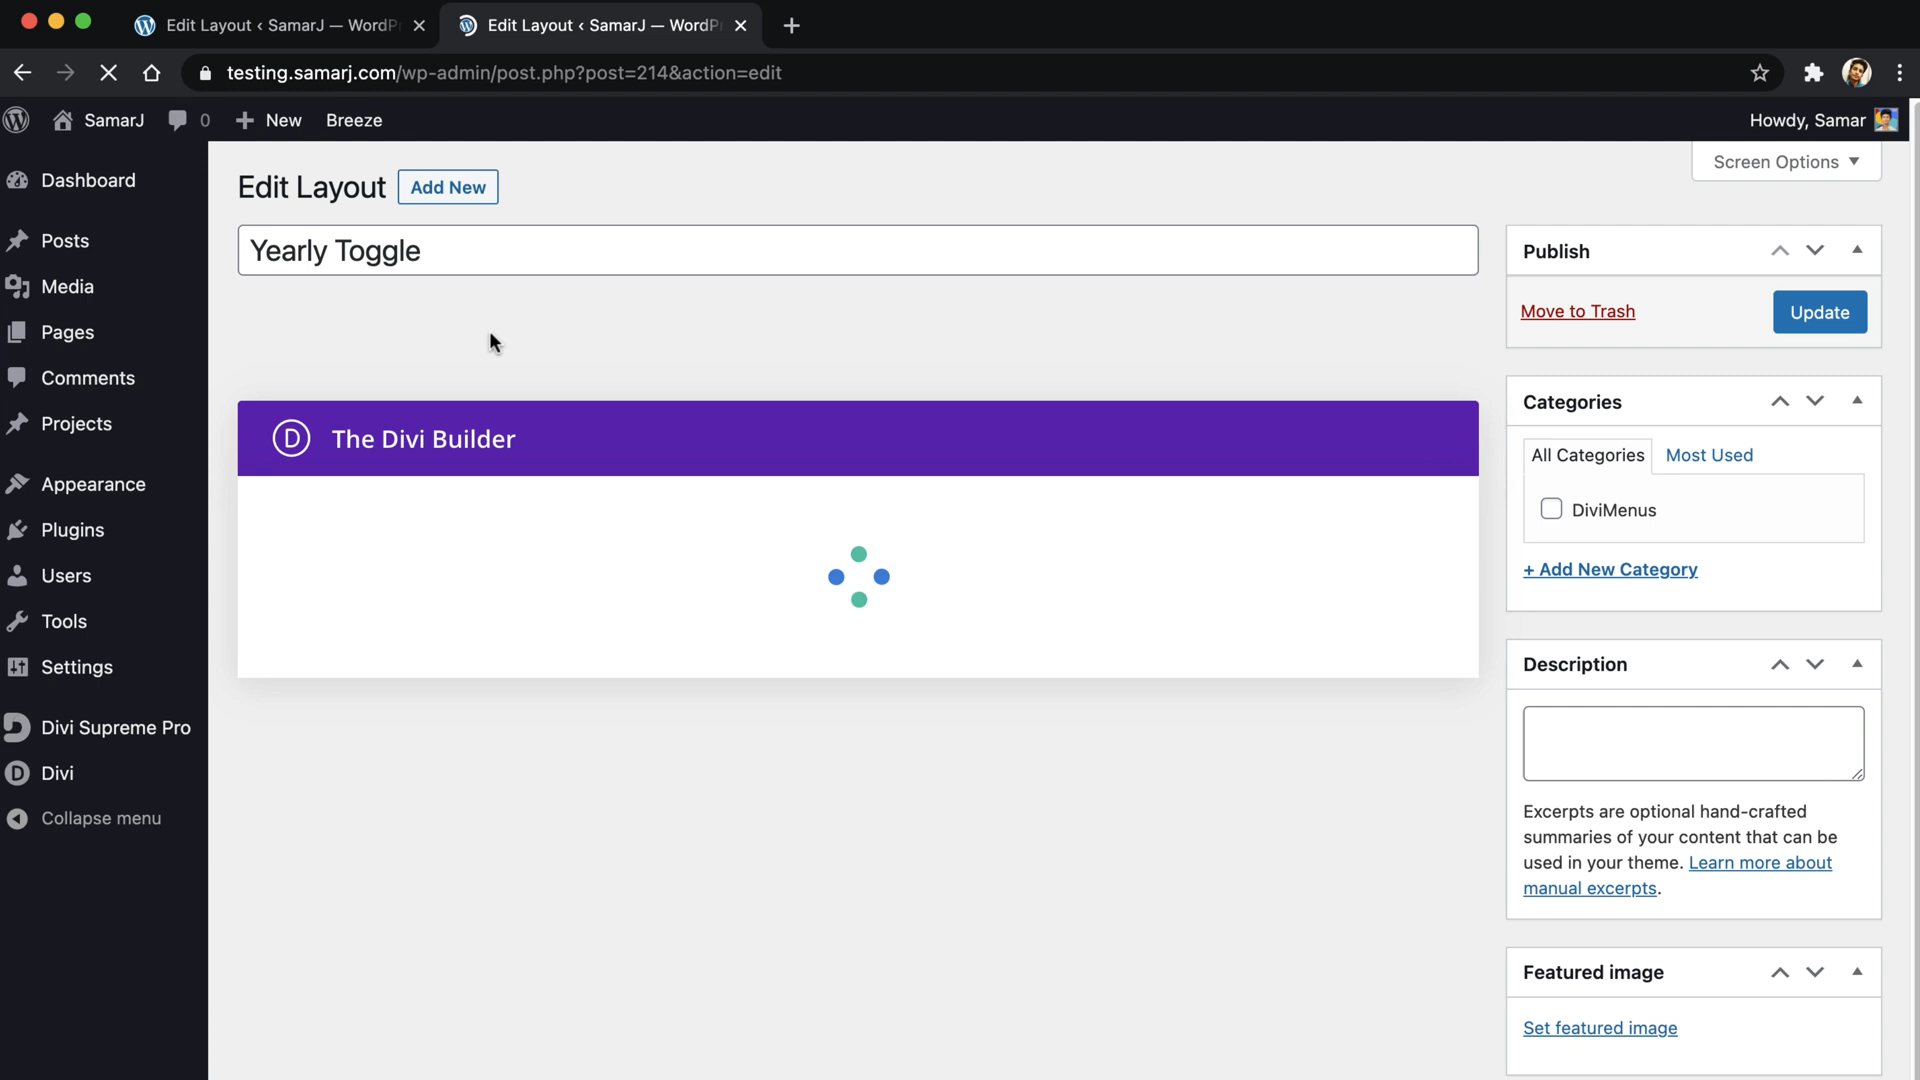 Edit Layout ‹ SamarJ — WordP
Edit Layout ‹ SamarJ — WordP
testing.samarj.com/wp-admin/post.php?post=214&action=edit
SamarJ 0 New Breeze Howdy, Samar
Screen Options
Edit Layout Add New
Dashboard
Posts
Media
Pages
Comments
Projects
Appearance
Plugins
Users
Tools
Settings
Divi Supreme Pro
Divi
Collapse menu
Yearly Toggle
D The Divi Builder
Publish
Move to Trash Update
Categories
All Categories Most Used
DiviMenus
+ Add New Category
Description
Excerpts are optional hand-crafted
summaries of your content that can be
used in your theme. Learn more about
manual excerpts.
Featured image
Set featured image